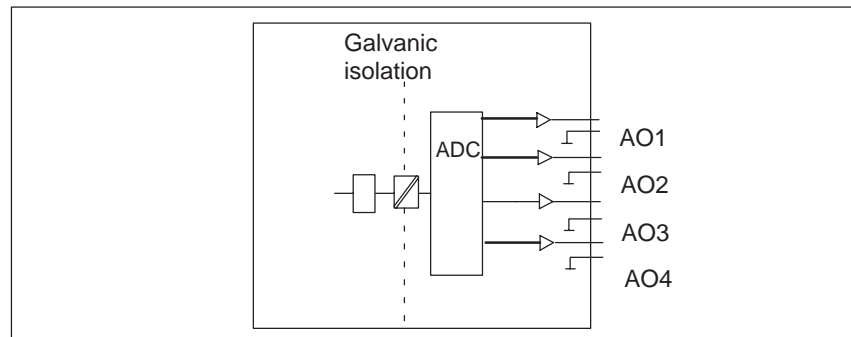 Galvanic
isolation
ADC
AO1
AO2
AO3
AO4